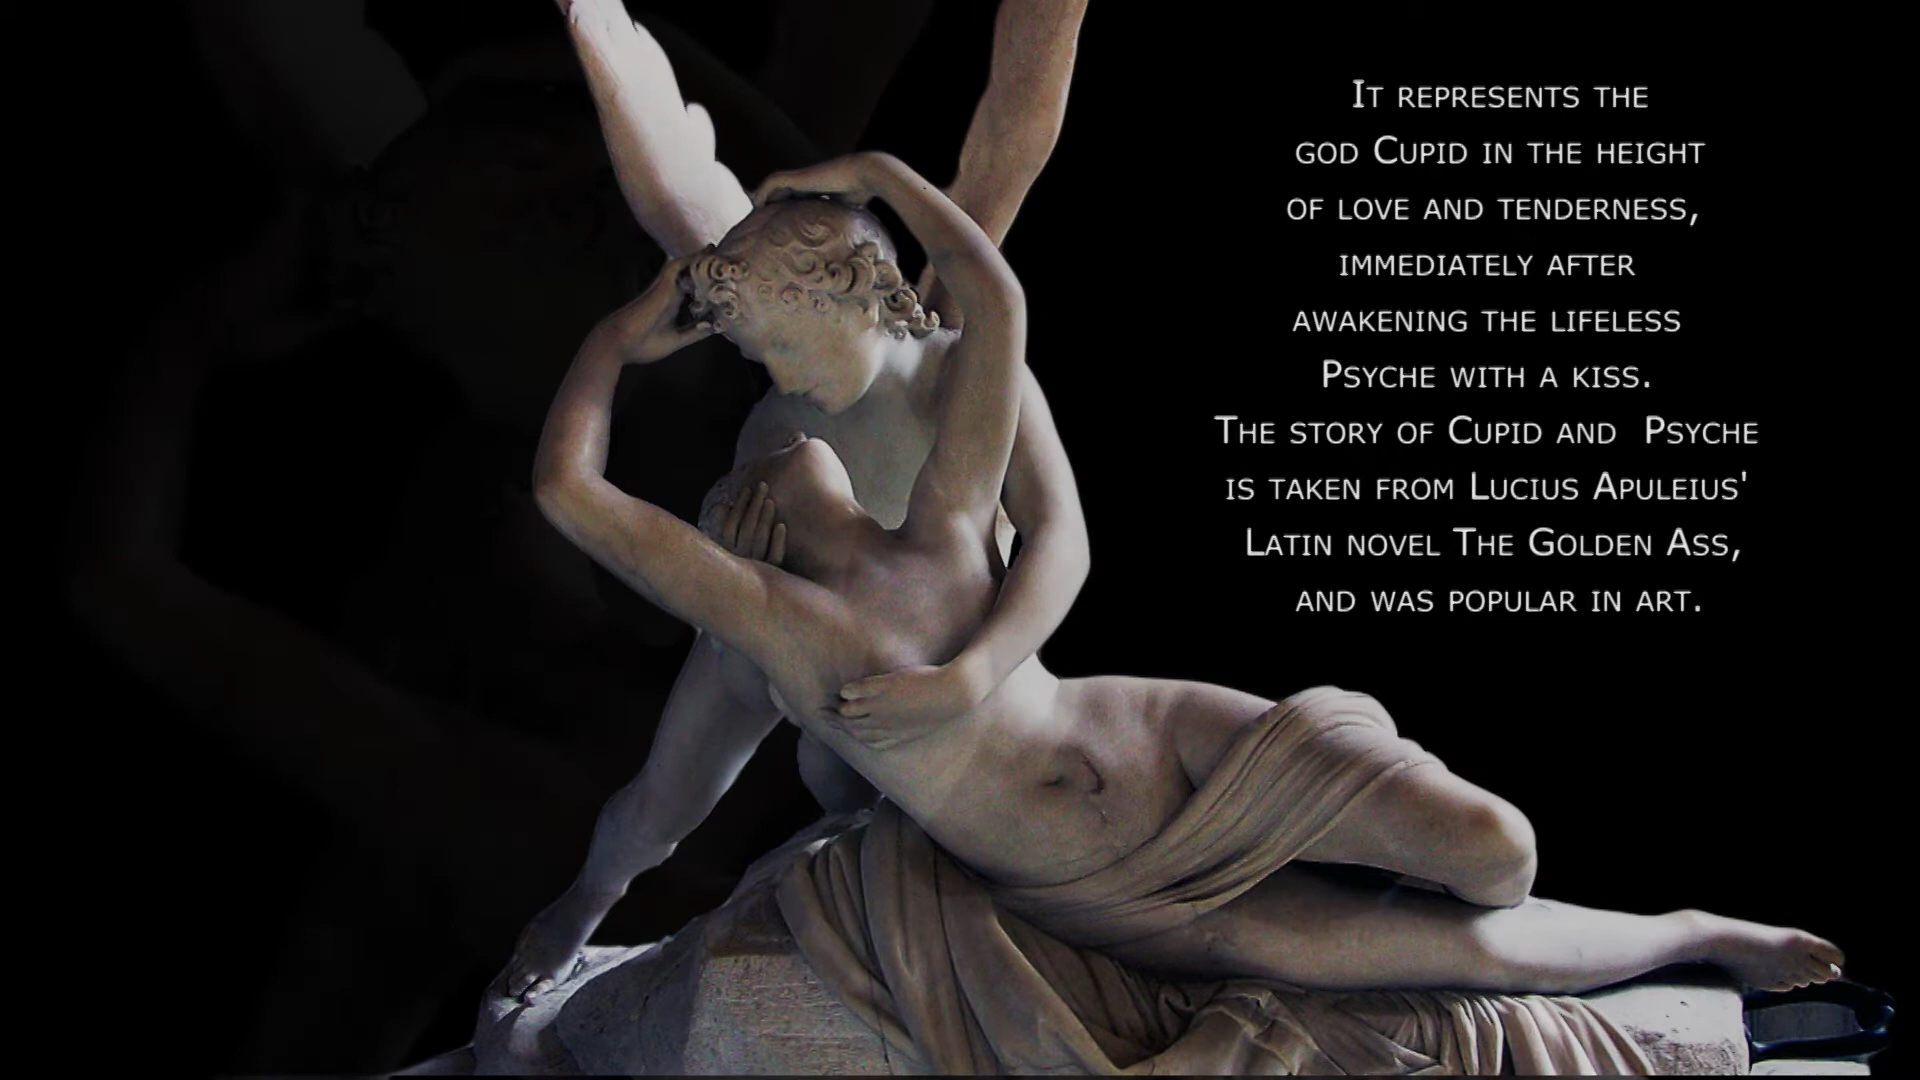 It represents the
god Cupid in the height
of love and tenderness,
immediately after
awakening the lifeless
Psyche with a kiss.
The story of Cupid and  Psyche
is taken from Lucius Apuleius'
Latin novel The Golden Ass,
and was popular in art.